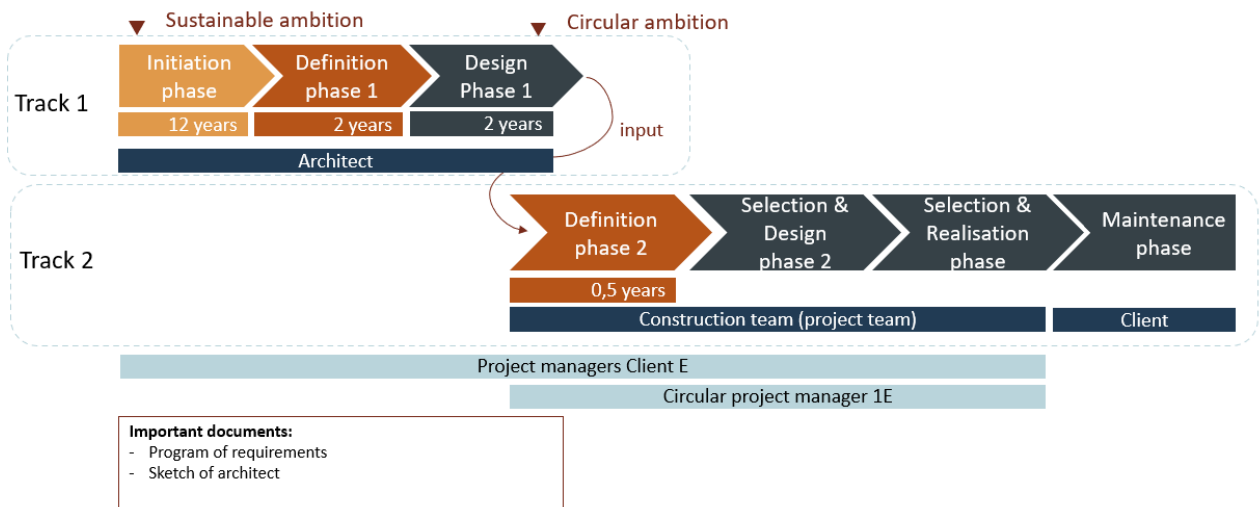 Sustainable ambition
Circular ambition
Track 1
Initiation
phase
Definition
phase 1
Design
Phase 1
12 years
2 years
2 years
input
Architect
Track 2
Definition
phase 2
Selection &
Design
phase 2
Selection &
Realisation
phase
Maintenance
phase
0,5 years
Construction team (project team)
Client
Project managers Client E
Circular project manager 1E
Important documents:
- Program of requirements
- Sketch of architect